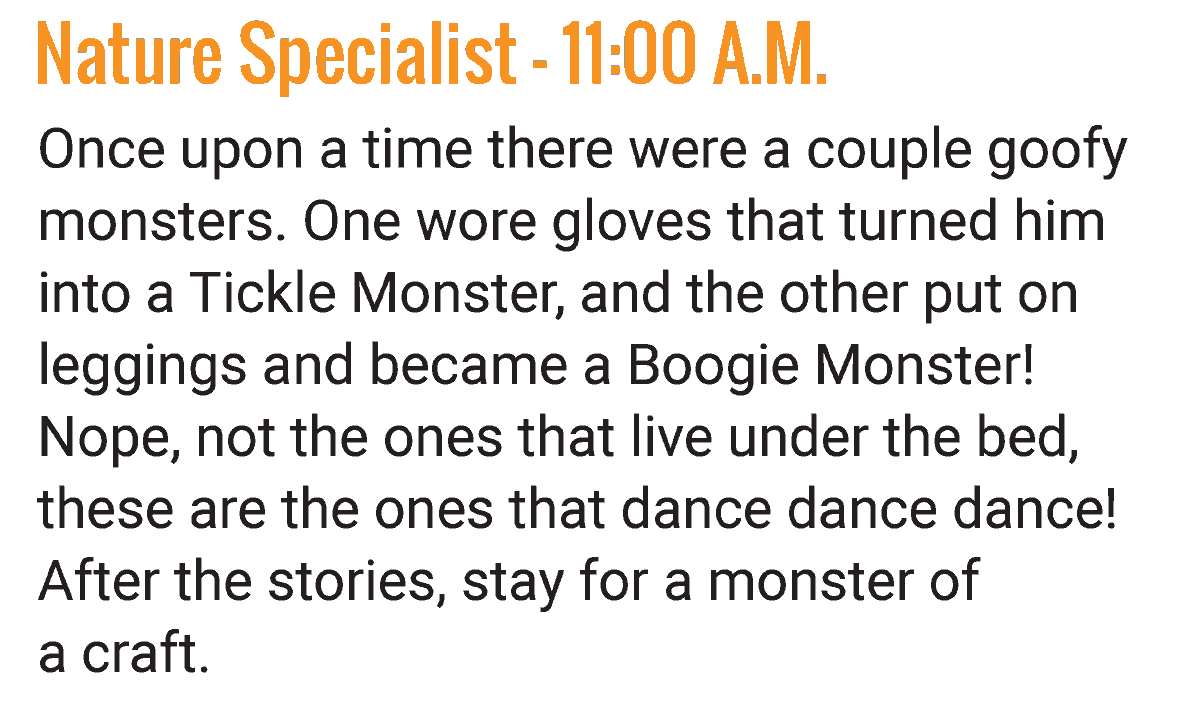 Nature Specialist - 11:00 A.M.
Once upon a time there were a couple goofy
monsters. One wore gloves that turned him
into a Tickle Monster, and the other put on
leggings and became a Boogie Monster!
Nope, not the ones that live under the bed,
these are the ones that dance dance dance!
After the stories, stay for a monster of
a craft.